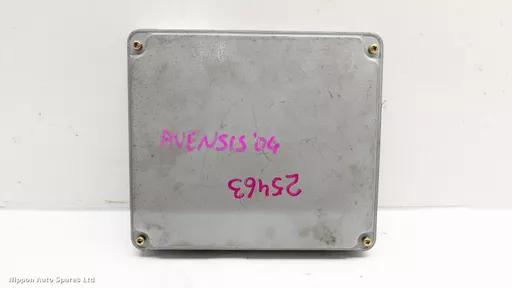 AVENSIS '04
25463
Nippon Auto Spares Ltd